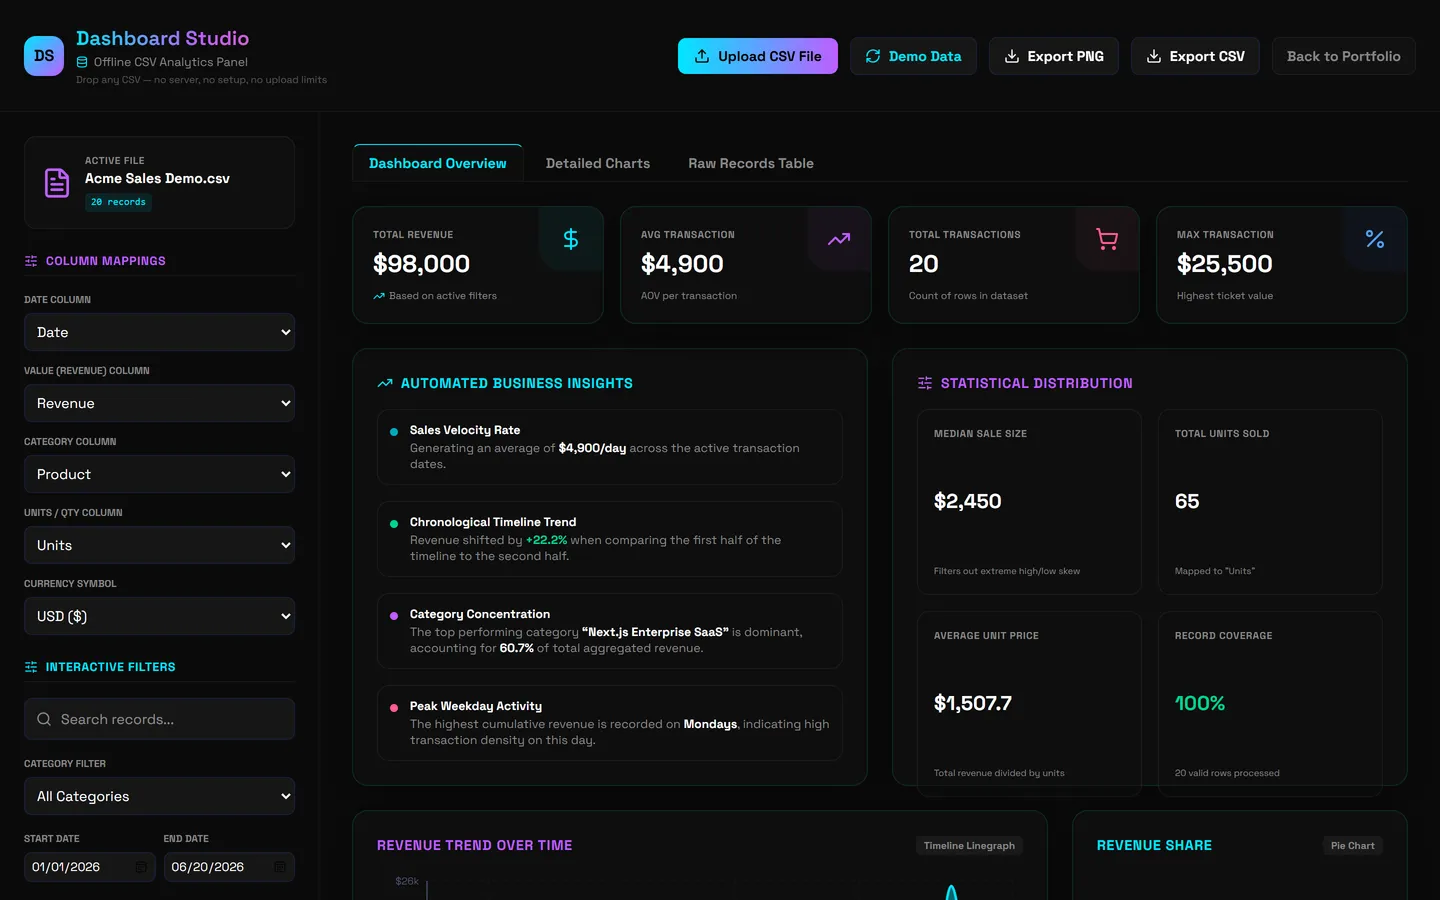 DS
Dashboard Studio
Offline CSV Analytics Panel
Drop any CSV — no server, no setup, no upload limits
Upload CSV File
Demo Data
Export PNG
Export CSV
Back to Portfolio
ACTIVE FILE
Acme Sales Demo.csv
20 records
COLUMN MAPPINGS
DATE COLUMN
Date
VALUE (REVENUE) COLUMN
Revenue
CATEGORY COLUMN
Product
UNITS / QTY COLUMN
Units
CURRENCY SYMBOL
USD ($)
INTERACTIVE FILTERS
Search records...
CATEGORY FILTER
All Categories
START DATE
END DATE
01/01/2026
06/20/2026
Dashboard Overview
Detailed Charts
Raw Records Table
TOTAL REVENUE
$98,000
Based on active filters
AVG TRANSACTION
$4,900
AOV per transaction
TOTAL TRANSACTIONS
20
Count of rows in dataset
MAX TRANSACTION
$25,500
Highest ticket value
AUTOMATED BUSINESS INSIGHTS
Sales Velocity Rate
Generating an average of $4,900/day across the active transaction
dates.
Chronological Timeline Trend
Revenue shifted by +22.2% when comparing the first half of the
timeline to the second half.
Category Concentration
The top performing category “Next.js Enterprise SaaS” is dominant,
accounting for 60.7% of total aggregated revenue.
Peak Weekday Activity
The highest cumulative revenue is recorded on Mondays, indicating high
transaction density on this day.
STATISTICAL DISTRIBUTION
MEDIAN SALE SIZE
$2,450
Filters out extreme high/low skew
TOTAL UNITS SOLD
65
Mapped to "Units"
AVERAGE UNIT PRICE
$1,507.7
Total revenue divided by units
RECORD COVERAGE
100%
20 valid rows processed
REVENUE TREND OVER TIME
Timeline Linegraph
$26k
REVENUE SHARE
Pie Chart